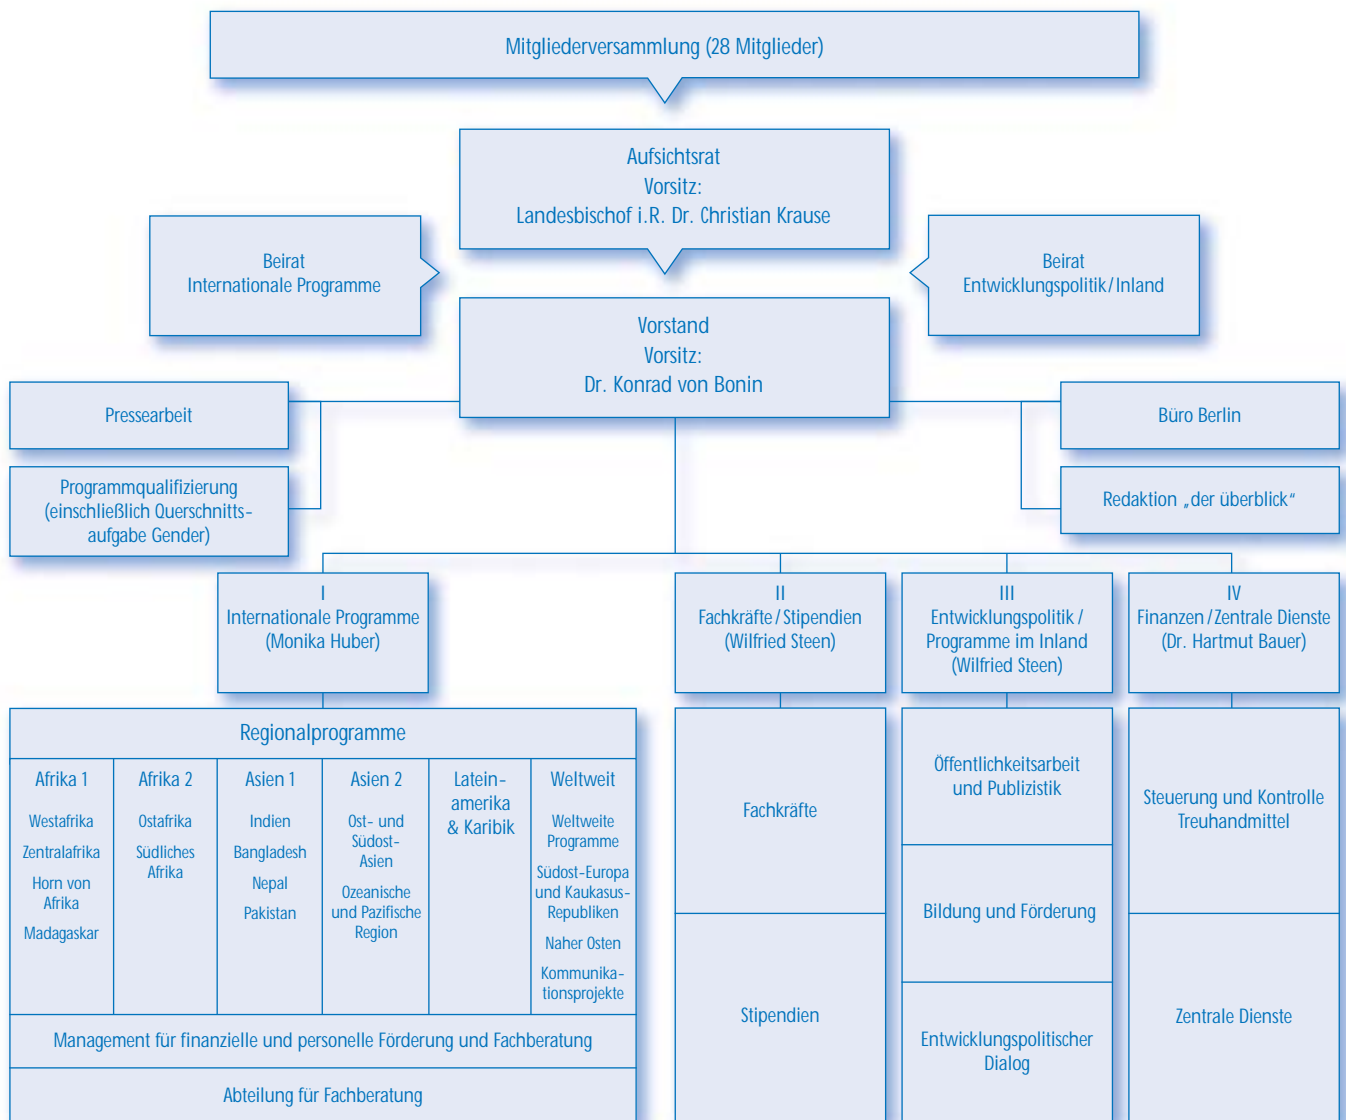 Mitgliederversammlung (28 Mitglieder)
Aufsichtsrat
Vorsitz:
Landesbischof i.R. Dr. Christian Krause
Beirat
Internationale Programme
Beirat
Entwicklungspolitik/Inland
Vorstand
Vorsitz:
Dr. Konrad von Bonin
Pressearbeit
Programmqualifizierung
(einschließlich Querschnitts-
aufgabe Gender)
Büro Berlin
Redaktion „der überblick“
I
Internationale Programme
(Monika Huber)
II
Fachkräfte/Stipendien
(Wilfried Steen)
III
Entwicklungspolitik/
Programme im Inland
(Wilfried Steen)
IV
Finanzen/Zentrale Dienste
(Dr. Hartmut Bauer)
Regionalprogramme
Afrika 1
Westafrika
Zentralafrika
Horn von
Afrika
Madagaskar
Afrika 2
Ostafrika
Südliches
Afrika
Asien 1
Indien
Bangladesh
Nepal
Pakistan
Asien 2
Ost- und
Südost-
Asien
Ozeanische
und Pazifische
Region
Latein-
amerika
& Karibik
Weltweit
Weltweite
Programme
Südost-Europa
und Kaukasus-
Republiken
Naher Osten
Kommunika-
tionsprojekte
Management für finanzielle und personelle Förderung und Fachberatung
Abteilung für Fachberatung
Fachkräfte
Stipendien
Öffentlichkeitsarbeit
und Publizistik
Bildung und Förderung
Entwicklungspolitischer
Dialog
Steuerung und Kontrolle
Treuhandmittel
Zentrale Dienste